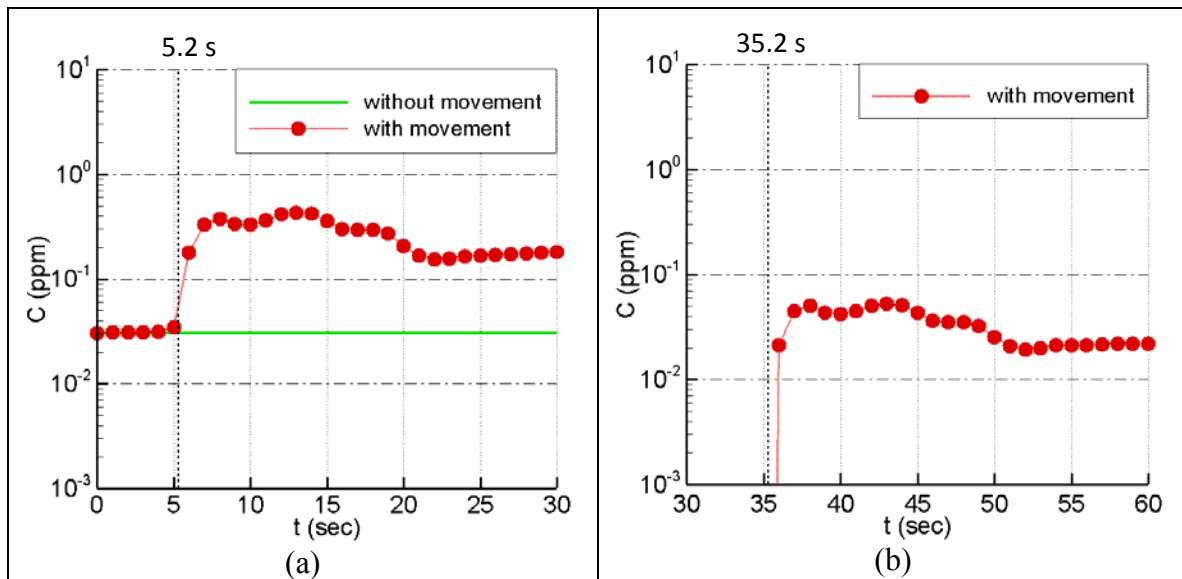 5.2 s
10^1
10^0
10^-1
10^-2
10^-3
C (ppm)
without movement
with movement
0 5 10 15 20 25 30
t (sec)
(a)
35.2 s
10^1
10^0
10^-1
10^-2
10^-3
C (ppm)
with movement
30 35 40 45 50 55 60
t (sec)
(b)